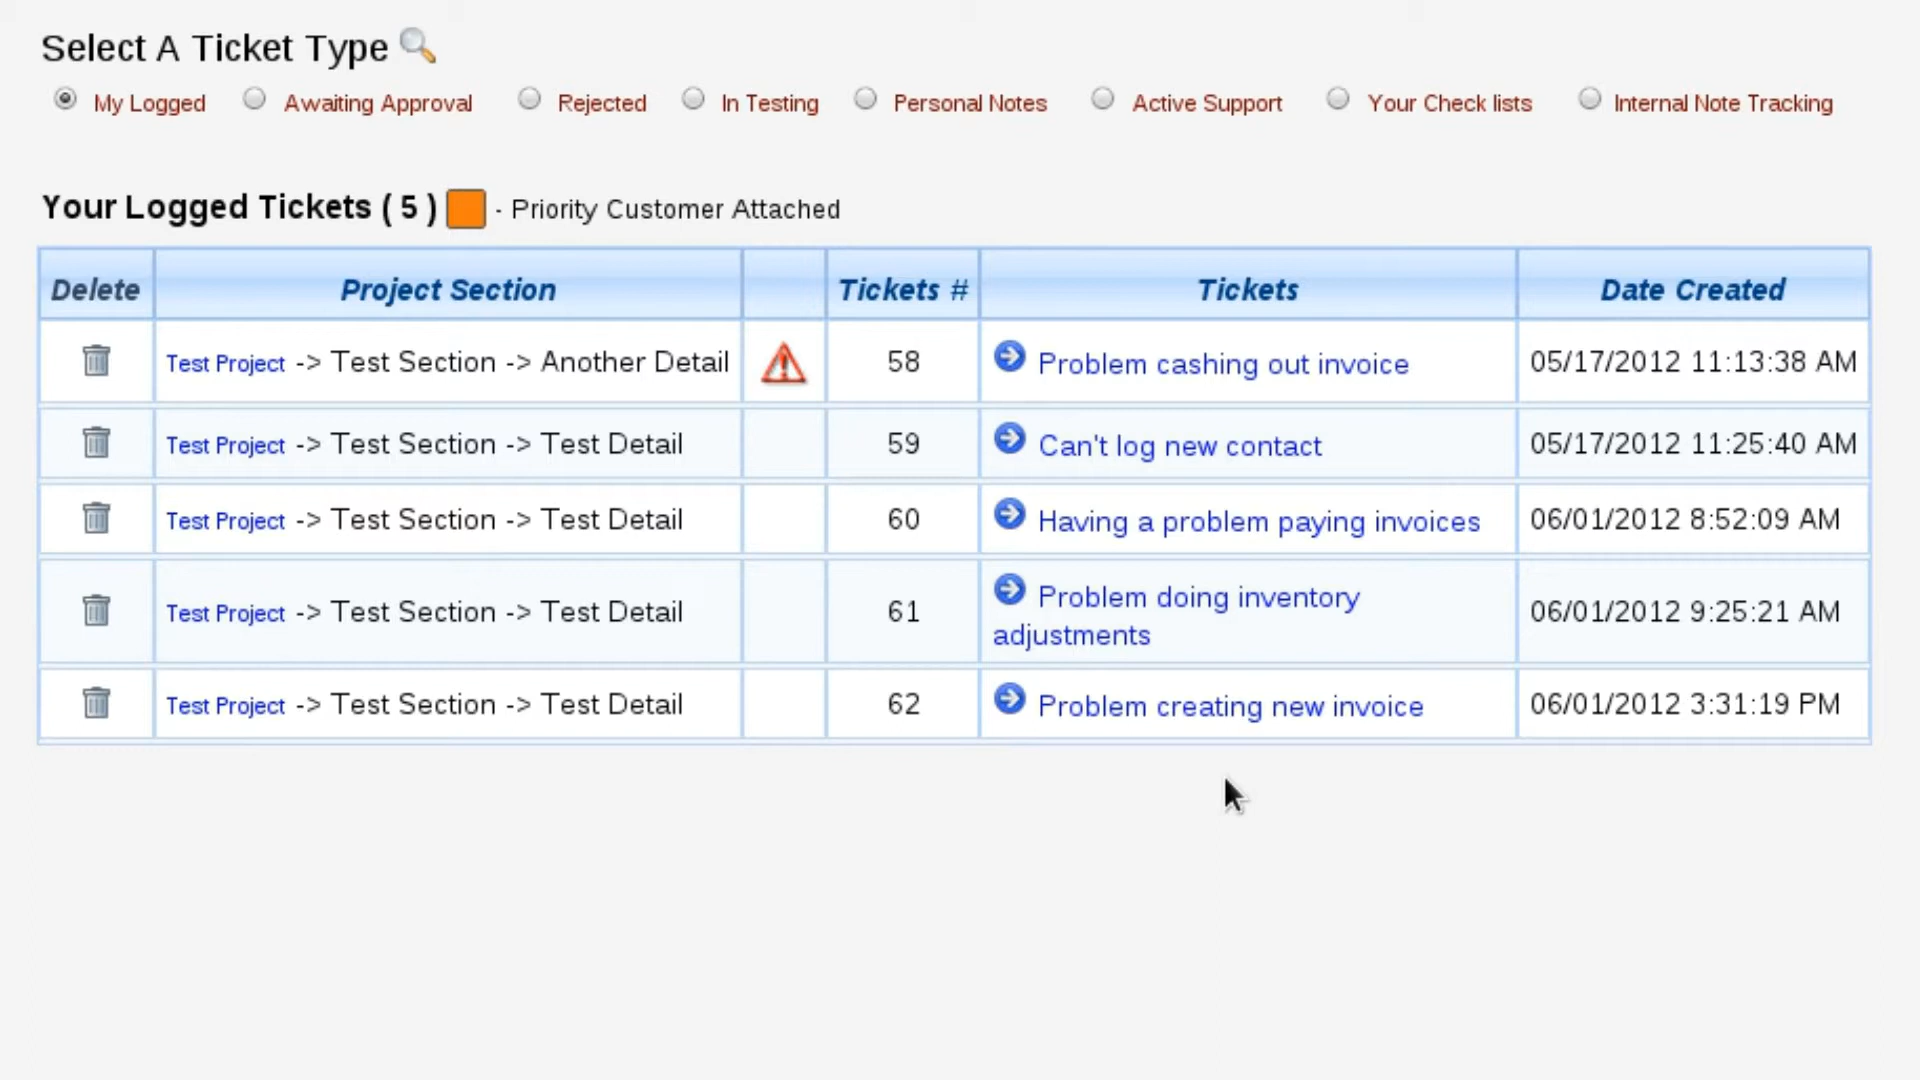 Select A Ticket Type
My Logged Awaiting Approval Rejected In Testing Personal Notes Active Support Your Check lists Internal Note Tracking
Your Logged Tickets ( 5 ) - Priority Customer Attached
Delete Project Section Tickets # Tickets Date Created
Test Project -> Test Section -> Another Detail 58 Problem cashing out invoice 05/17/2012 11:13:38 AM
Test Project -> Test Section -> Test Detail 59 Can't log new contact 05/17/2012 11:25:40 AM
Test Project -> Test Section -> Test Detail 60 Having a problem paying invoices 06/01/2012 8:52:09 AM
Test Project -> Test Section -> Test Detail 61 Problem doing inventory
adjustments 06/01/2012 9:25:21 AM
Test Project -> Test Section -> Test Detail 62 Problem creating new invoice 06/01/2012 3:31:19 PM